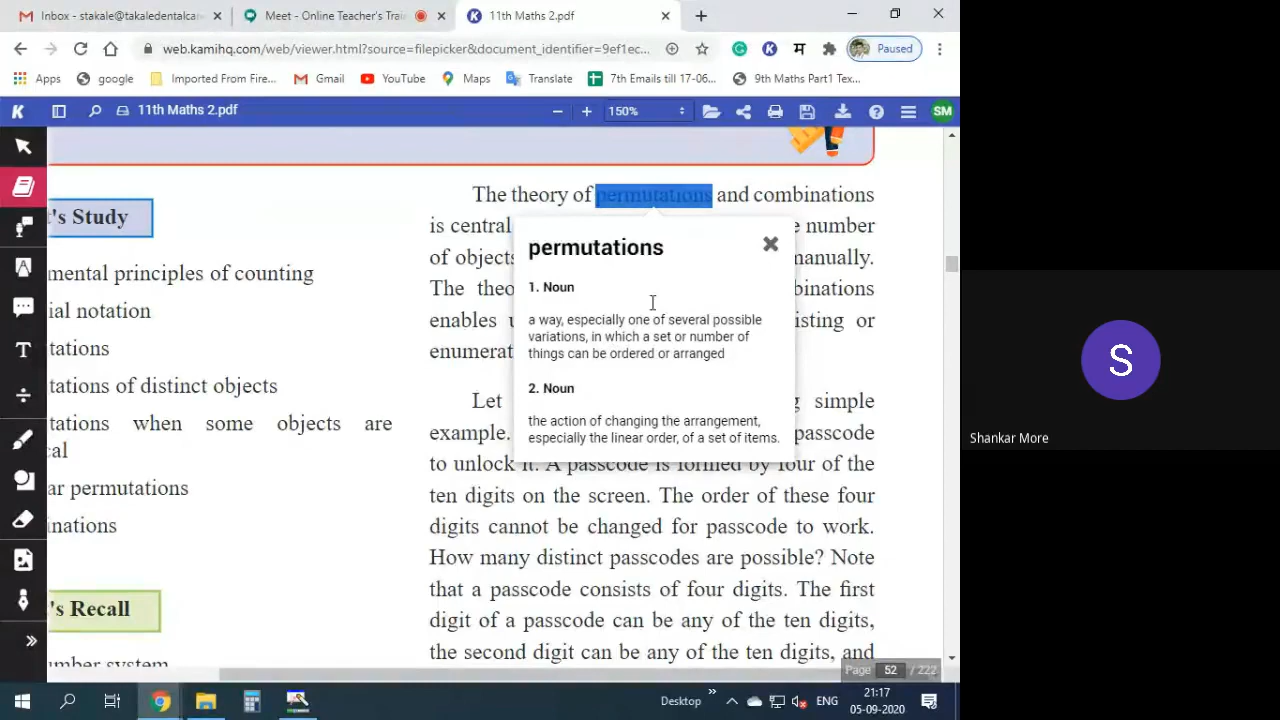 Inbox - stakale@takaledentalcar
Meet - Online Teacher's Trai
11th Maths 2.pdf
web.kamihq.com/web/viewer.html?source=filepicker&document_identifier=9ef1ec...
Paused
Apps
google
Imported From Fire...
Gmail
YouTube
Maps
Translate
7th Emails till 17-06...
9th Maths Part1 Tex...
K
11th Maths 2.pdf
150%
SM
't's Study
mental principles of counting
ial notation
tations
tations of distinct objects
tations when some objects are
cal
ar permutations
inations
's Recall
umber system
The theory of permutations and combinations
is central
e number
of objects
manually.
The theo
binations
enables u
isting or
enumerat
permutations
1. Noun
a way, especially one of several possible
variations, in which a set or number of
things can be ordered or arranged
2. Noun
the action of changing the arrangement,
especially the linear order, of a set of items.
Let
g simple
example.
passcode
to unlock it. A passcode is formed by four of the
ten digits on the screen. The order of these four
digits cannot be changed for passcode to work.
How many distinct passcodes are possible? Note
that a passcode consists of four digits. The first
digit of a passcode can be any of the ten digits,
the second digit can be any of the ten digits, and
Page 52 / 222
S
Shankar More
Desktop
ENG
21:17
05-09-2020